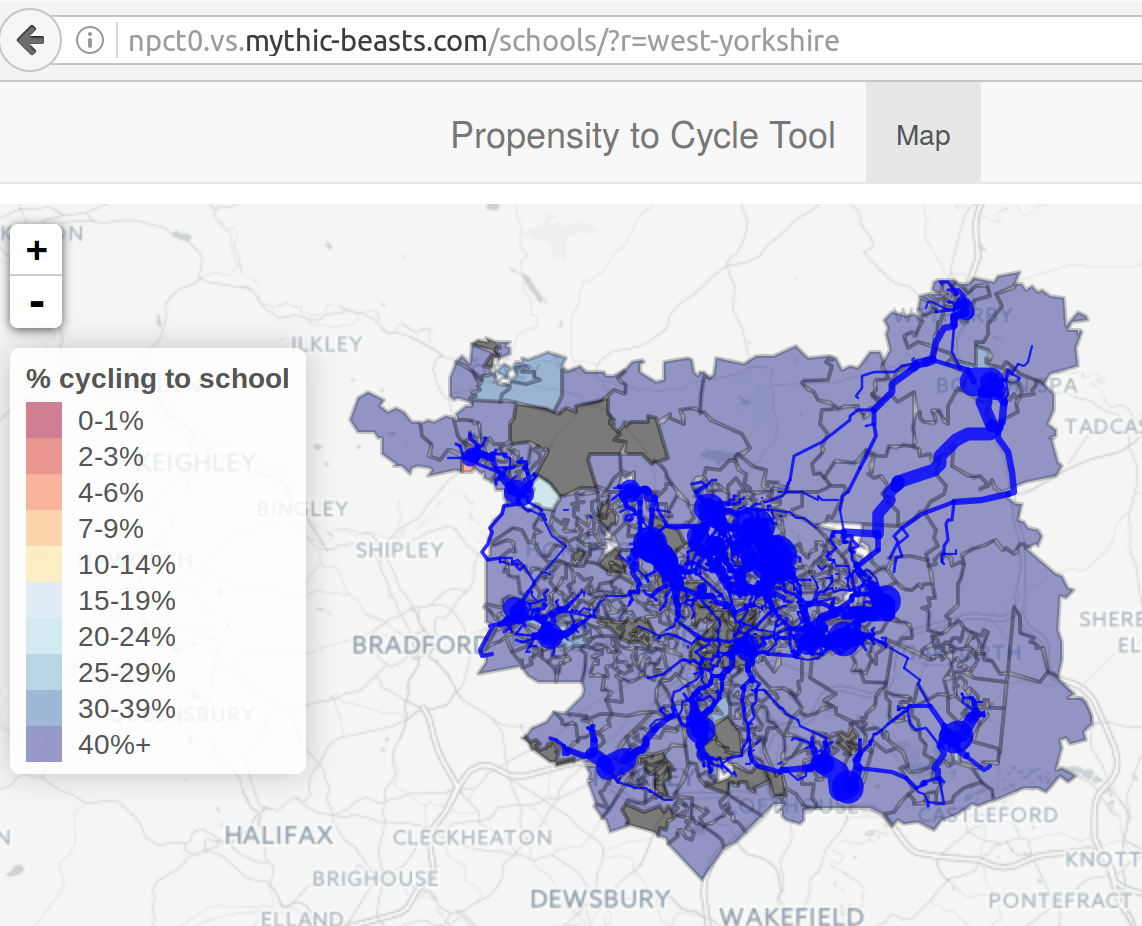 npct0.vs.mythic-beasts.com/schools/?r=west-yorkshire
Propensity to Cycle Tool
Map
+
-
% cycling to school
0-1%
2-3%
4-6%
7-9%
10-14%
15-19%
20-24%
25-29%
30-39%
40%+
ILKLEY
KEIGHLEY
BINGLEY
SHIPLEY
BRADFORD
TADCAS
SHERB
HALIFAX
CLECKHEATON
BRIGHOUSE
ELLAND
DEWSBURY
WAKEFIELD
CASTLEFORD
KNOTT
PONTEFRACT